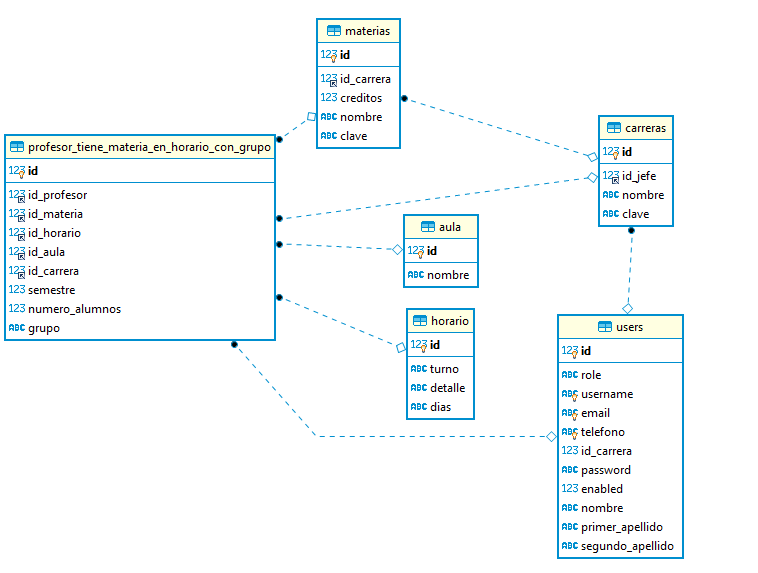 materias
123 id
123 id_carrera
123 creditos
ABC nombre
ABC clave
profesor_tiene_materia_en_horario_con_grupo
123 id
123 id_profesor
123 id_materia
123 id_horario
123 id_aula
123 id_carrera
123 semestre
123 numero_alumnos
ABC grupo
carreras
123 id
123 id_jefe
ABC nombre
ABC clave
aula
123 id
ABC nombre
horario
123 id
ABC turno
ABC detalle
ABC dias
users
123 id
ABC role
ABC username
ABC email
ABC telefono
123 id_carrera
ABC password
123 enabled
ABC nombre
ABC primer_apellido
ABC segundo_apellido